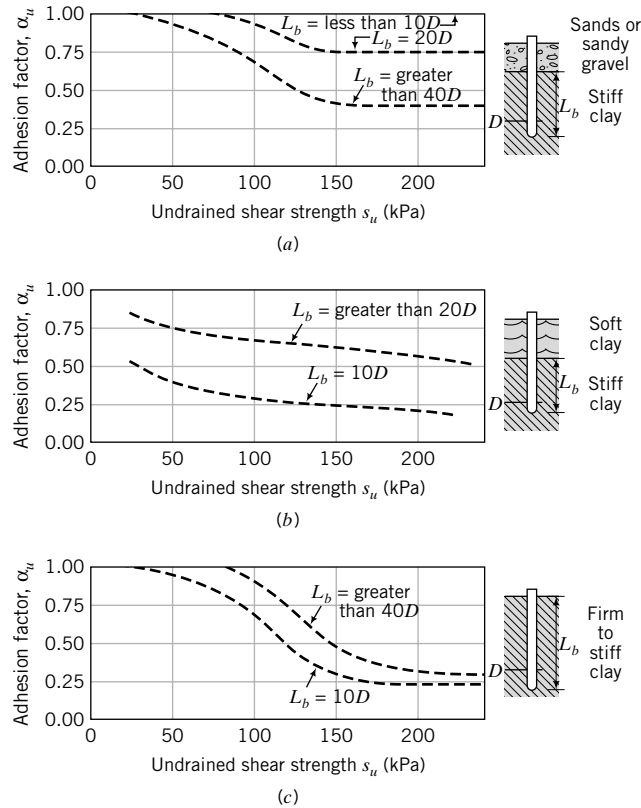 Adhesion factor, αu
1.00
0.75
0.50
0.25
0.00
Lb = less than 10D
Lb = 20D
Lb = greater
than 40D
0
50
100
150
200
Undrained shear strength su (kPa)
(a)
Sands or
sandy
gravel
Lb
Stiff
clay
D
Adhesion factor, αu
1.00
0.75
0.50
0.25
0.00
Lb = greater than 20D
Lb = 10D
0
50
100
150
200
Undrained shear strength su (kPa)
(b)
Soft
clay
Lb
Stiff
clay
D
Adhesion factor, αu
1.00
0.75
0.50
0.25
0.00
Lb = greater
than 40D
Lb = 10D
0
50
100
150
200
Undrained shear strength su (kPa)
(c)
Firm
to
stiff
clay
Lb
D